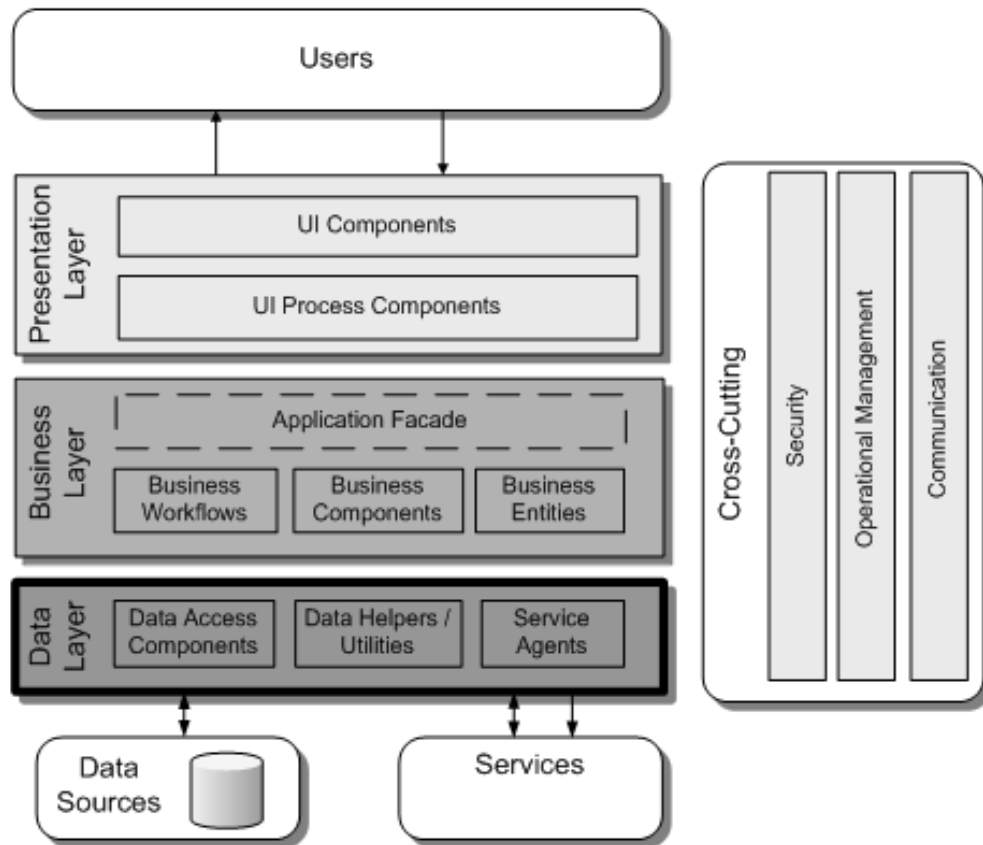 Users
Presentation
Layer
UI Components
UI Process Components
Business
Layer
Application Facade
Business
Workflows
Business
Components
Business
Entities
Data
Layer
Data Access
Components
Data Helpers /
Utilities
Service
Agents
Data
Sources
Services
Cross-Cutting
Security
Operational Management
Communication